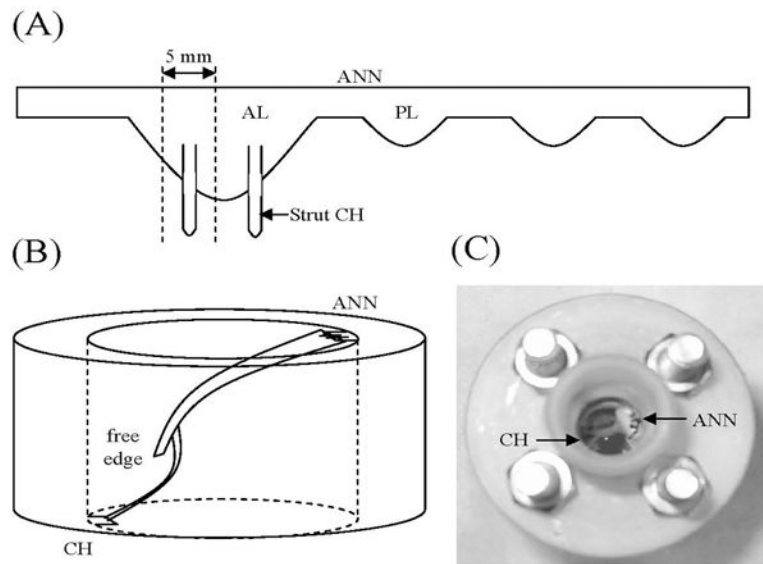 (A)
5 mm
ANN
AL
PL
Strut CH
(B)
ANN
free
edge
CH
(C)
ANN
CH